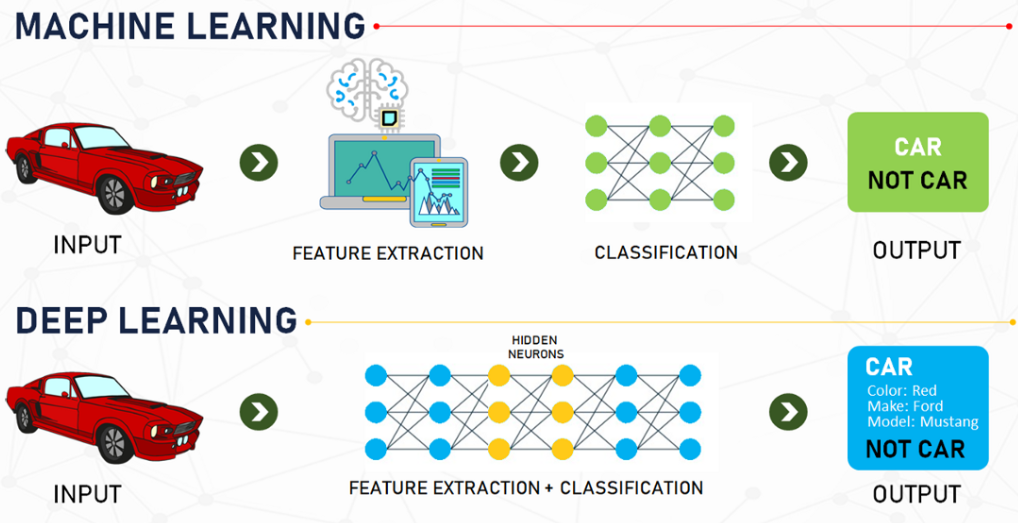 MACHINE LEARNING
INPUT
FEATURE EXTRACTION
CLASSIFICATION
CAR
NOT CAR
OUTPUT
DEEP LEARNING
INPUT
HIDDEN
NEURONS
FEATURE EXTRACTION + CLASSIFICATION
CAR
Color: Red
Make: Ford
Model: Mustang
NOT CAR
OUTPUT